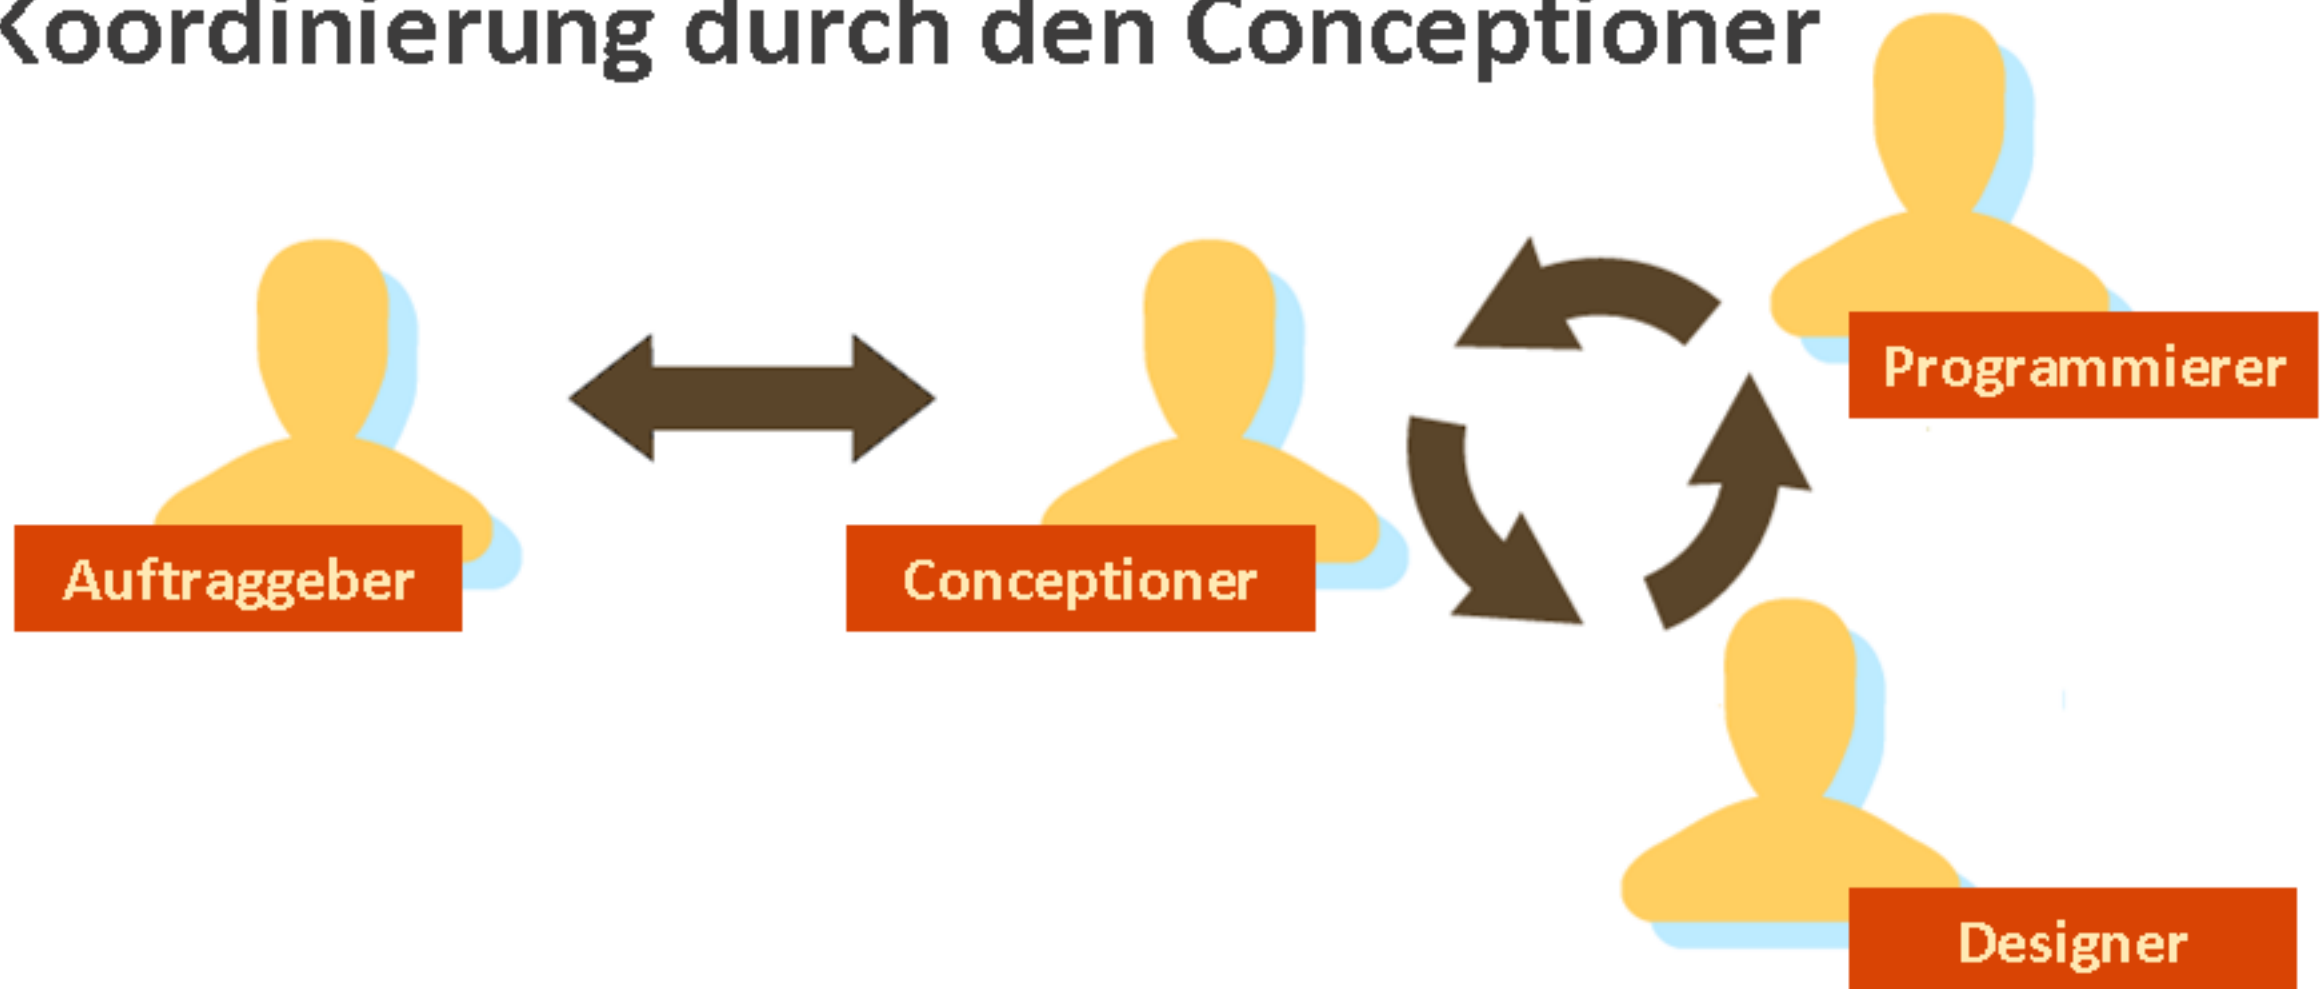 Koordinierung durch den Conceptioner
Programmierer
Auftraggeber
Conceptioner
Designer